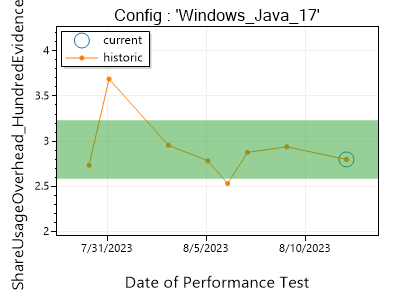 Config : 'Windows_Java_17'
ShareUsageOverhead_HundredEvidence
current
historic
4
3.5
3
2.5
2
7/31/2023
8/5/2023
8/10/2023
Date of Performance Test